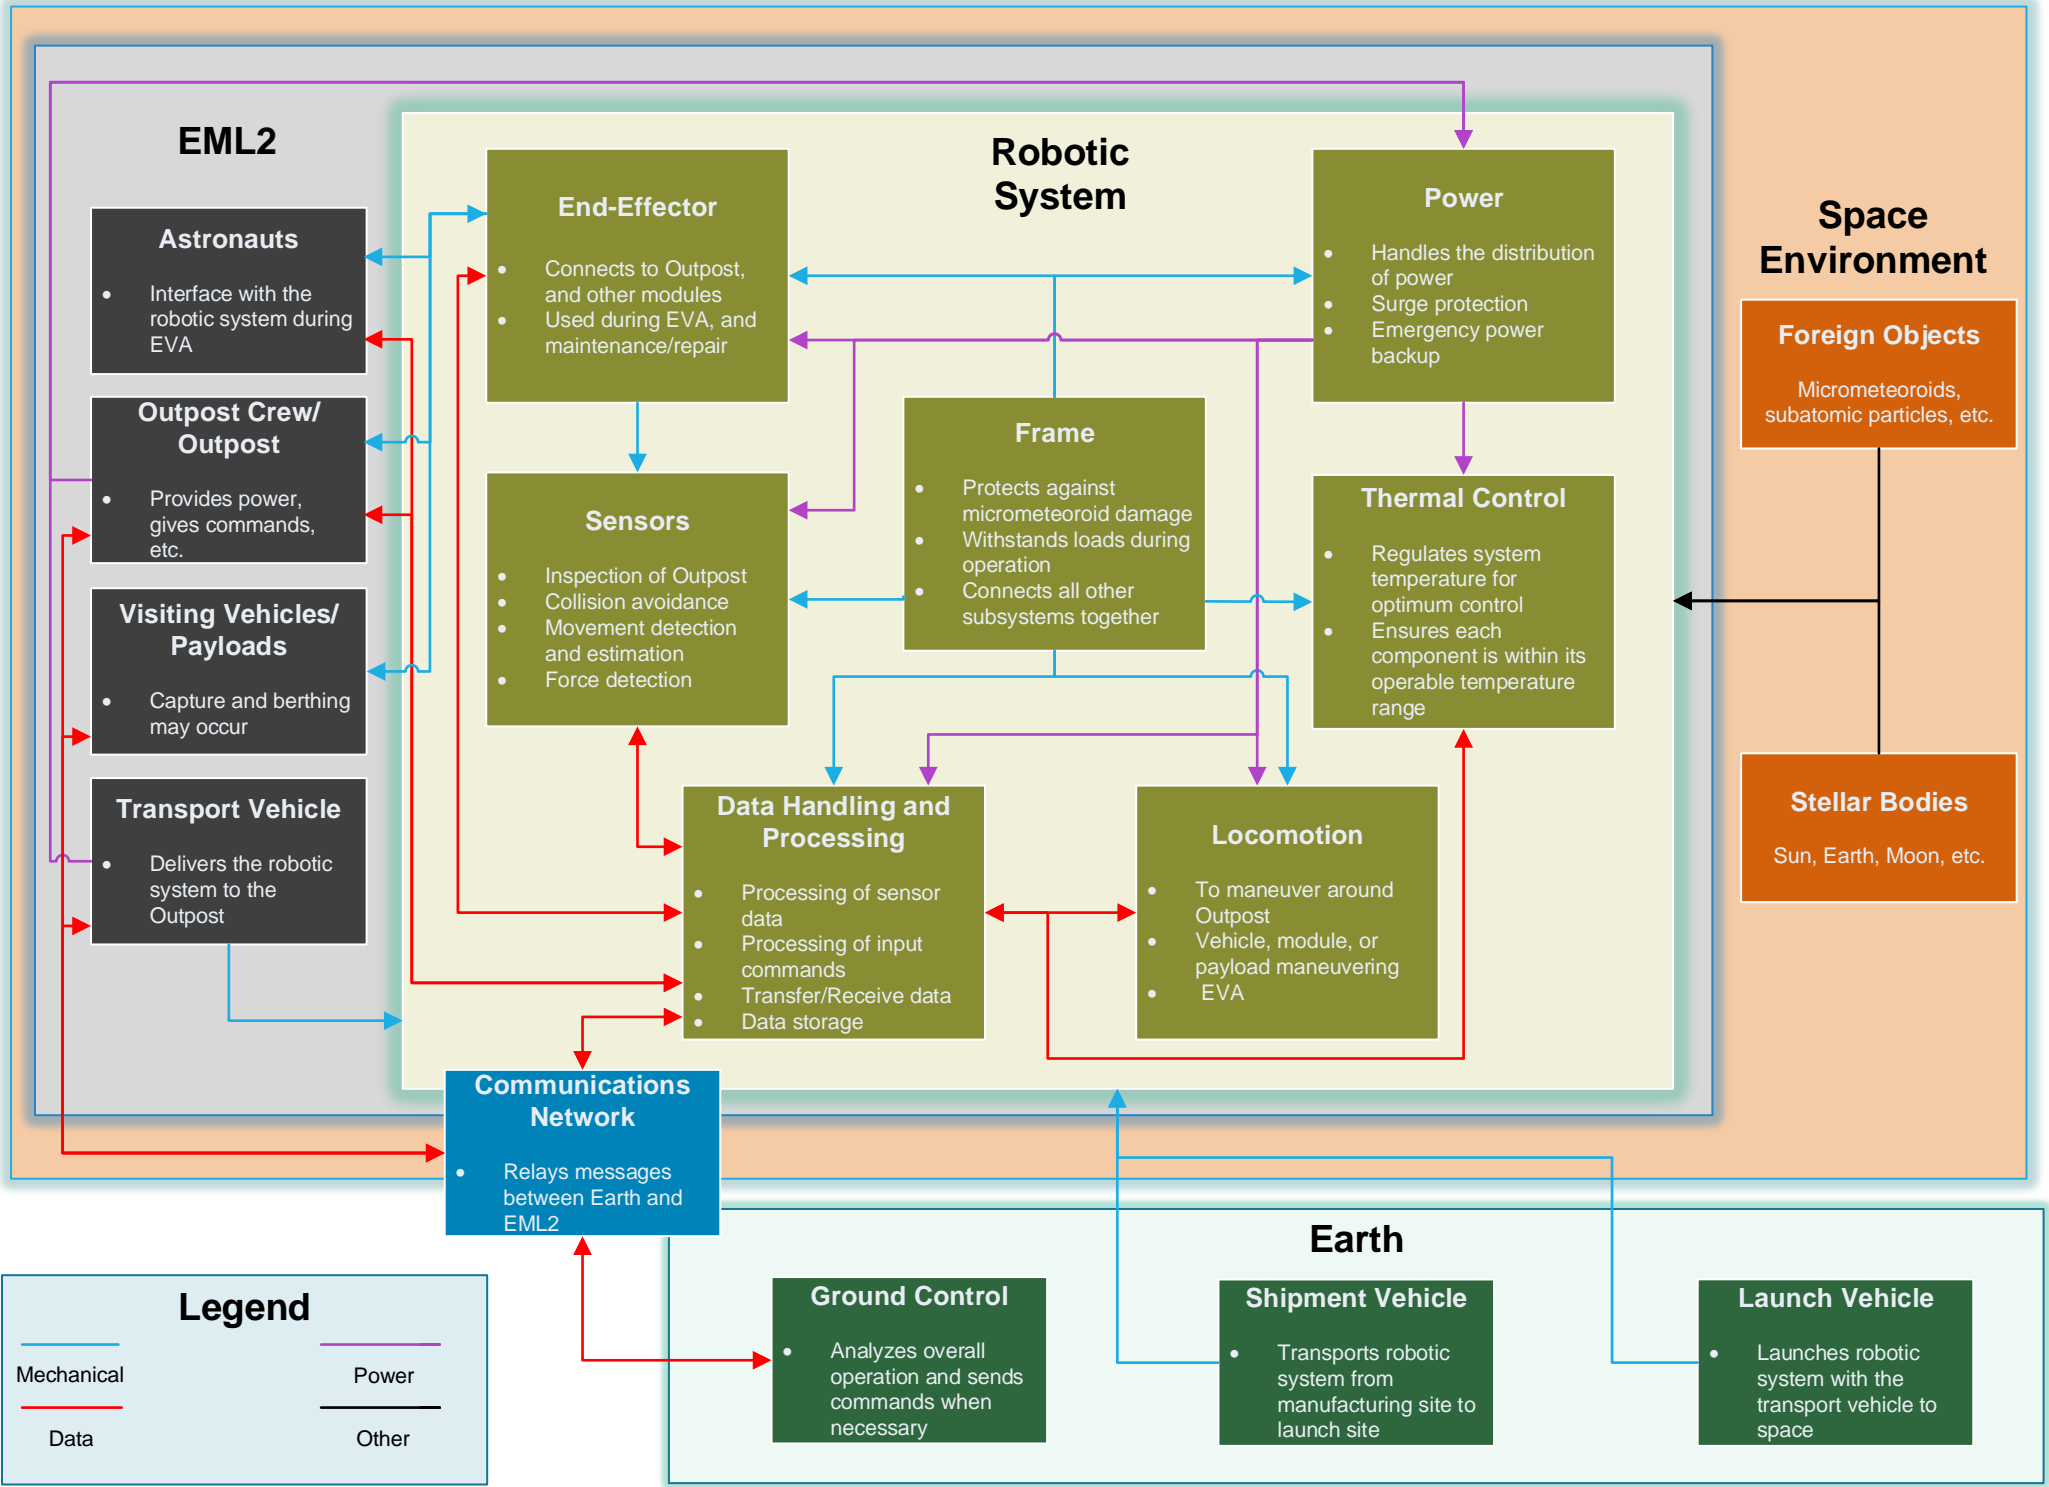 EML2
Astronauts
• Interface with the
robotic system during
EVA
Outpost Crew/
Outpost
• Provides power,
gives commands,
etc.
Visiting Vehicles/
Payloads
• Capture and berthing
may occur
Transport Vehicle
• Delivers the robotic
system to the
Outpost
Robotic
System
End-Effector
• Connects to Outpost,
and other modules
• Used during EVA, and
maintenance/repair
Power
• Handles the distribution
of power
• Surge protection
• Emergency power
backup
Sensors
• Inspection of Outpost
• Collision avoidance
• Movement detection
and estimation
• Force detection
Frame
• Protects against
micrometeoroid damage
• Withstands loads during
operation
• Connects all other
subsystems together
Thermal Control
• Regulates system
temperature for
optimum control
• Ensures each
component is within its
operable temperature
range
Data Handling and
Processing
• Processing of sensor
data
• Processing of input
commands
• Transfer/Receive data
• Data storage
Locomotion
• To maneuver around
Outpost
• Vehicle, module, or
payload maneuvering
• EVA
Space
Environment
Foreign Objects
Micrometeoroids,
subatomic particles, etc.
Stellar Bodies
Sun, Earth, Moon, etc.
Communications
Network
• Relays messages
between Earth and
EML2
Earth
Ground Control
• Analyzes overall
operation and sends
commands when
necessary
Shipment Vehicle
• Transports robotic
system from
manufacturing site to
launch site
Launch Vehicle
• Launches robotic
system with the
transport vehicle to
space
Legend
Mechanical
Power
Data
Other